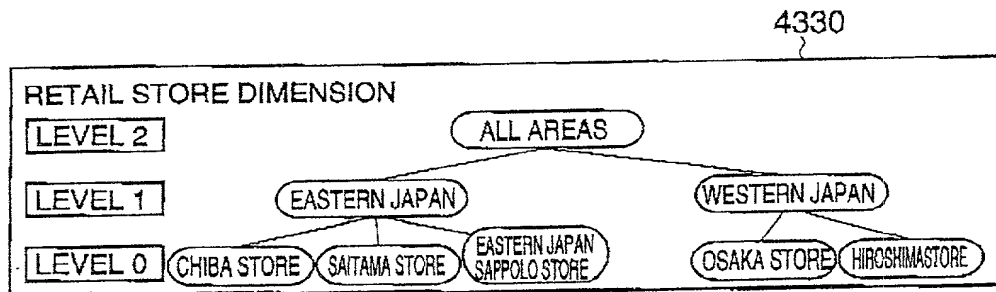 4330
RETAIL STORE DIMENSION
LEVEL 2 ALL AREAS
LEVEL 1 EASTERN JAPAN WESTERN JAPAN
LEVEL 0 CHIBA STORE SAITAMA STORE EASTERN JAPAN
SAPPOLO STORE OSAKA STORE HIROSHIMASTORE